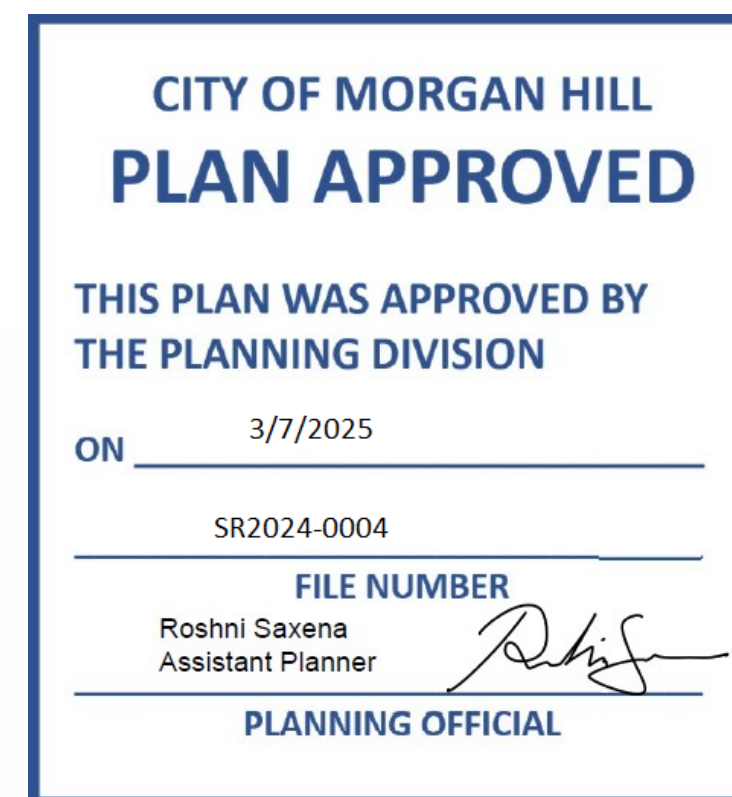 CITY OF MORGAN HILL
PLAN APPROVED
THIS PLAN WAS APPROVED BY
THE PLANNING DIVISION
ON 3/7/2025
SR2024-0004
FILE NUMBER
Roshni Saxena
Assistant Planner
PLANNING OFFICIAL